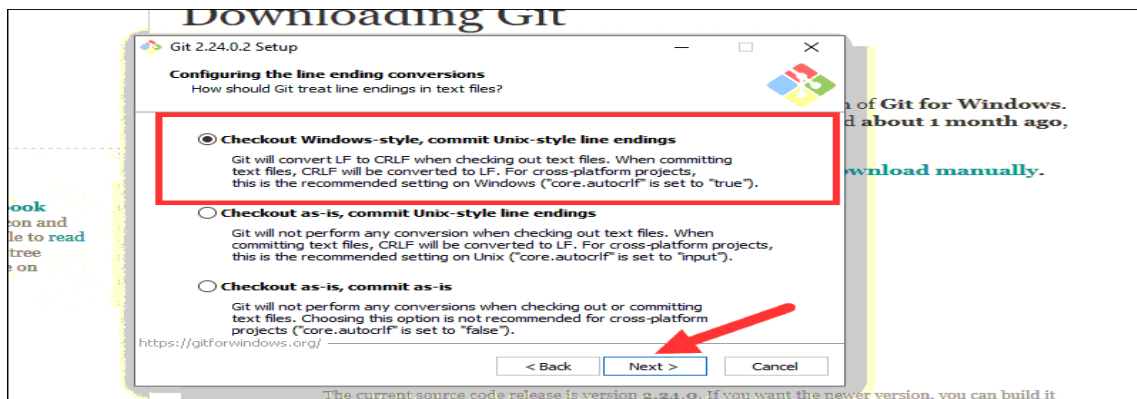 Downloading Git
Git 2.24.0.2 Setup
Configuring the line ending conversions
How should Git treat line endings in text files?
Checkout Windows-style, commit Unix-style line endings
Git will convert LF to CRLF when checking out text files. When committing
text files, CRLF will be converted to LF. For cross-platform projects,
this is the recommended setting on Windows ("core.autocrlf" is set to "true").
Checkout as-is, commit Unix-style line endings
Git will not perform any conversion when checking out text files. When
committing text files, CRLF will be converted to LF. For cross-platform projects,
this is the recommended setting on Unix ("core.autocrlf" is set to "input").
Checkout as-is, commit as-is
Git will not perform any conversions when checking out or committing
text files. Choosing this option is not recommended for cross-platform
projects ("core.autocrlf" is set to "false").
https://gitforwindows.org/
< Back
Next >
Cancel
of Git for Windows.
about 1 month ago,
manually.
and
to read
tree
on
The current source code release is version 2.24.0. If you want the newer version, you can build it